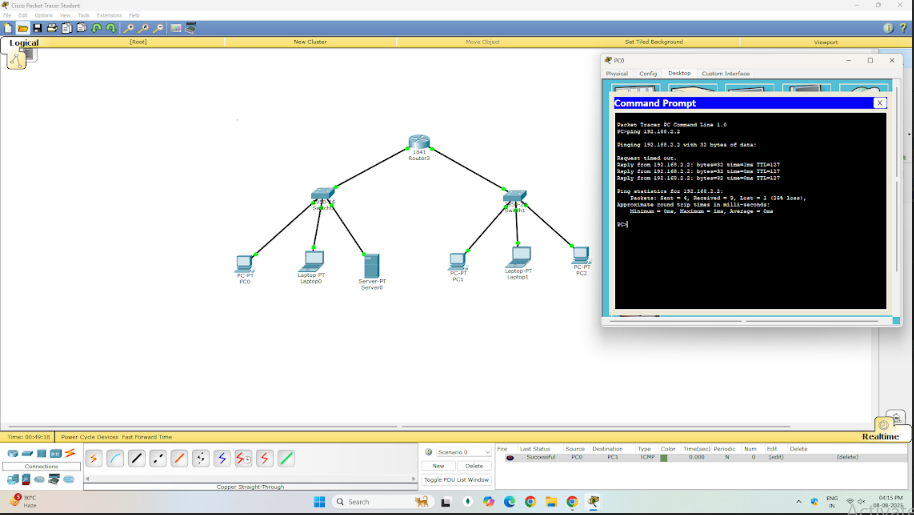 Cisco Packet Tracer Student
File Edit Options View Tools Extensions Help
Logical
[Root]
New Cluster
Move Object
Set Tiled Background
Viewport
1841
Router3
PC-PT
PC0
Laptop-PT
Laptop0
Server-PT
Server0
Switch1
PC-PT
PC1
Laptop-PT
Laptop1
PC-PT
PC2
PC0
Physical Config Desktop Custom Interface
Command Prompt X
Packet Tracer PC Command Line 1.0
PC>ping 192.168.2.2
Pinging 192.168.2.2 with 32 bytes of data:
Request timed out.
Reply from 192.168.2.2: bytes=32 time=1ms TTL=127
Reply from 192.168.2.2: bytes=32 time=0ms TTL=127
Reply from 192.168.2.2: bytes=32 time=0ms TTL=127
Ping statistics for 192.168.2.2:
Packets: Sent = 4, Received = 3, Lost = 1 (25% loss),
Approximate round trip times in milli-seconds:
Minimum = 0ms, Maximum = 1ms, Average = 0ms
PC>
Time: 00:49:18 Power Cycle Devices Fast Forward Time
Realtime
Connections
Copper Straight-Through
Scenario 0
New Delete
Toggle PDU List Window
Fire Last Status Source Destination Type Color Time(sec) Periodic Num Edit Delete
Successful PC0 PC1 ICMP 0.000 N 0 (edit) (delete)
30°C
Haze
Search
ENG
IN
04:15 PM